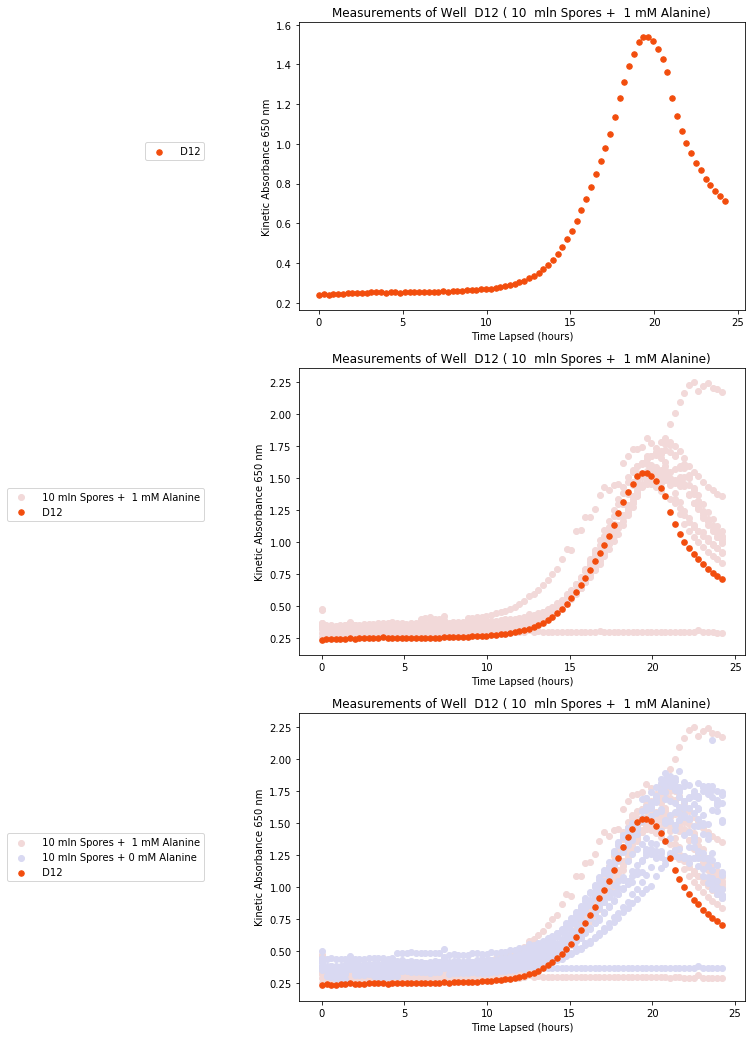 Measurements of Well  D12 ( 10  mln Spores +  1 mM Alanine)
1.6
1.4
1.2
1.0
0.8
0.6
0.4
0.2
Kinetic Absorbance 650 nm
D12
0
5
10
15
20
25
Time Lapsed (hours)
Measurements of Well  D12 ( 10  mln Spores +  1 mM Alanine)
2.25
2.00
1.75
1.50
1.25
1.00
0.75
0.50
0.25
Kinetic Absorbance 650 nm
10 mln Spores +  1 mM Alanine
D12
0
5
10
15
20
25
Time Lapsed (hours)
Measurements of Well  D12 ( 10  mln Spores +  1 mM Alanine)
2.25
2.00
1.75
1.50
1.25
1.00
0.75
0.50
0.25
Kinetic Absorbance 650 nm
10 mln Spores +  1 mM Alanine
10 mln Spores + 0 mM Alanine
D12
0
5
10
15
20
25
Time Lapsed (hours)